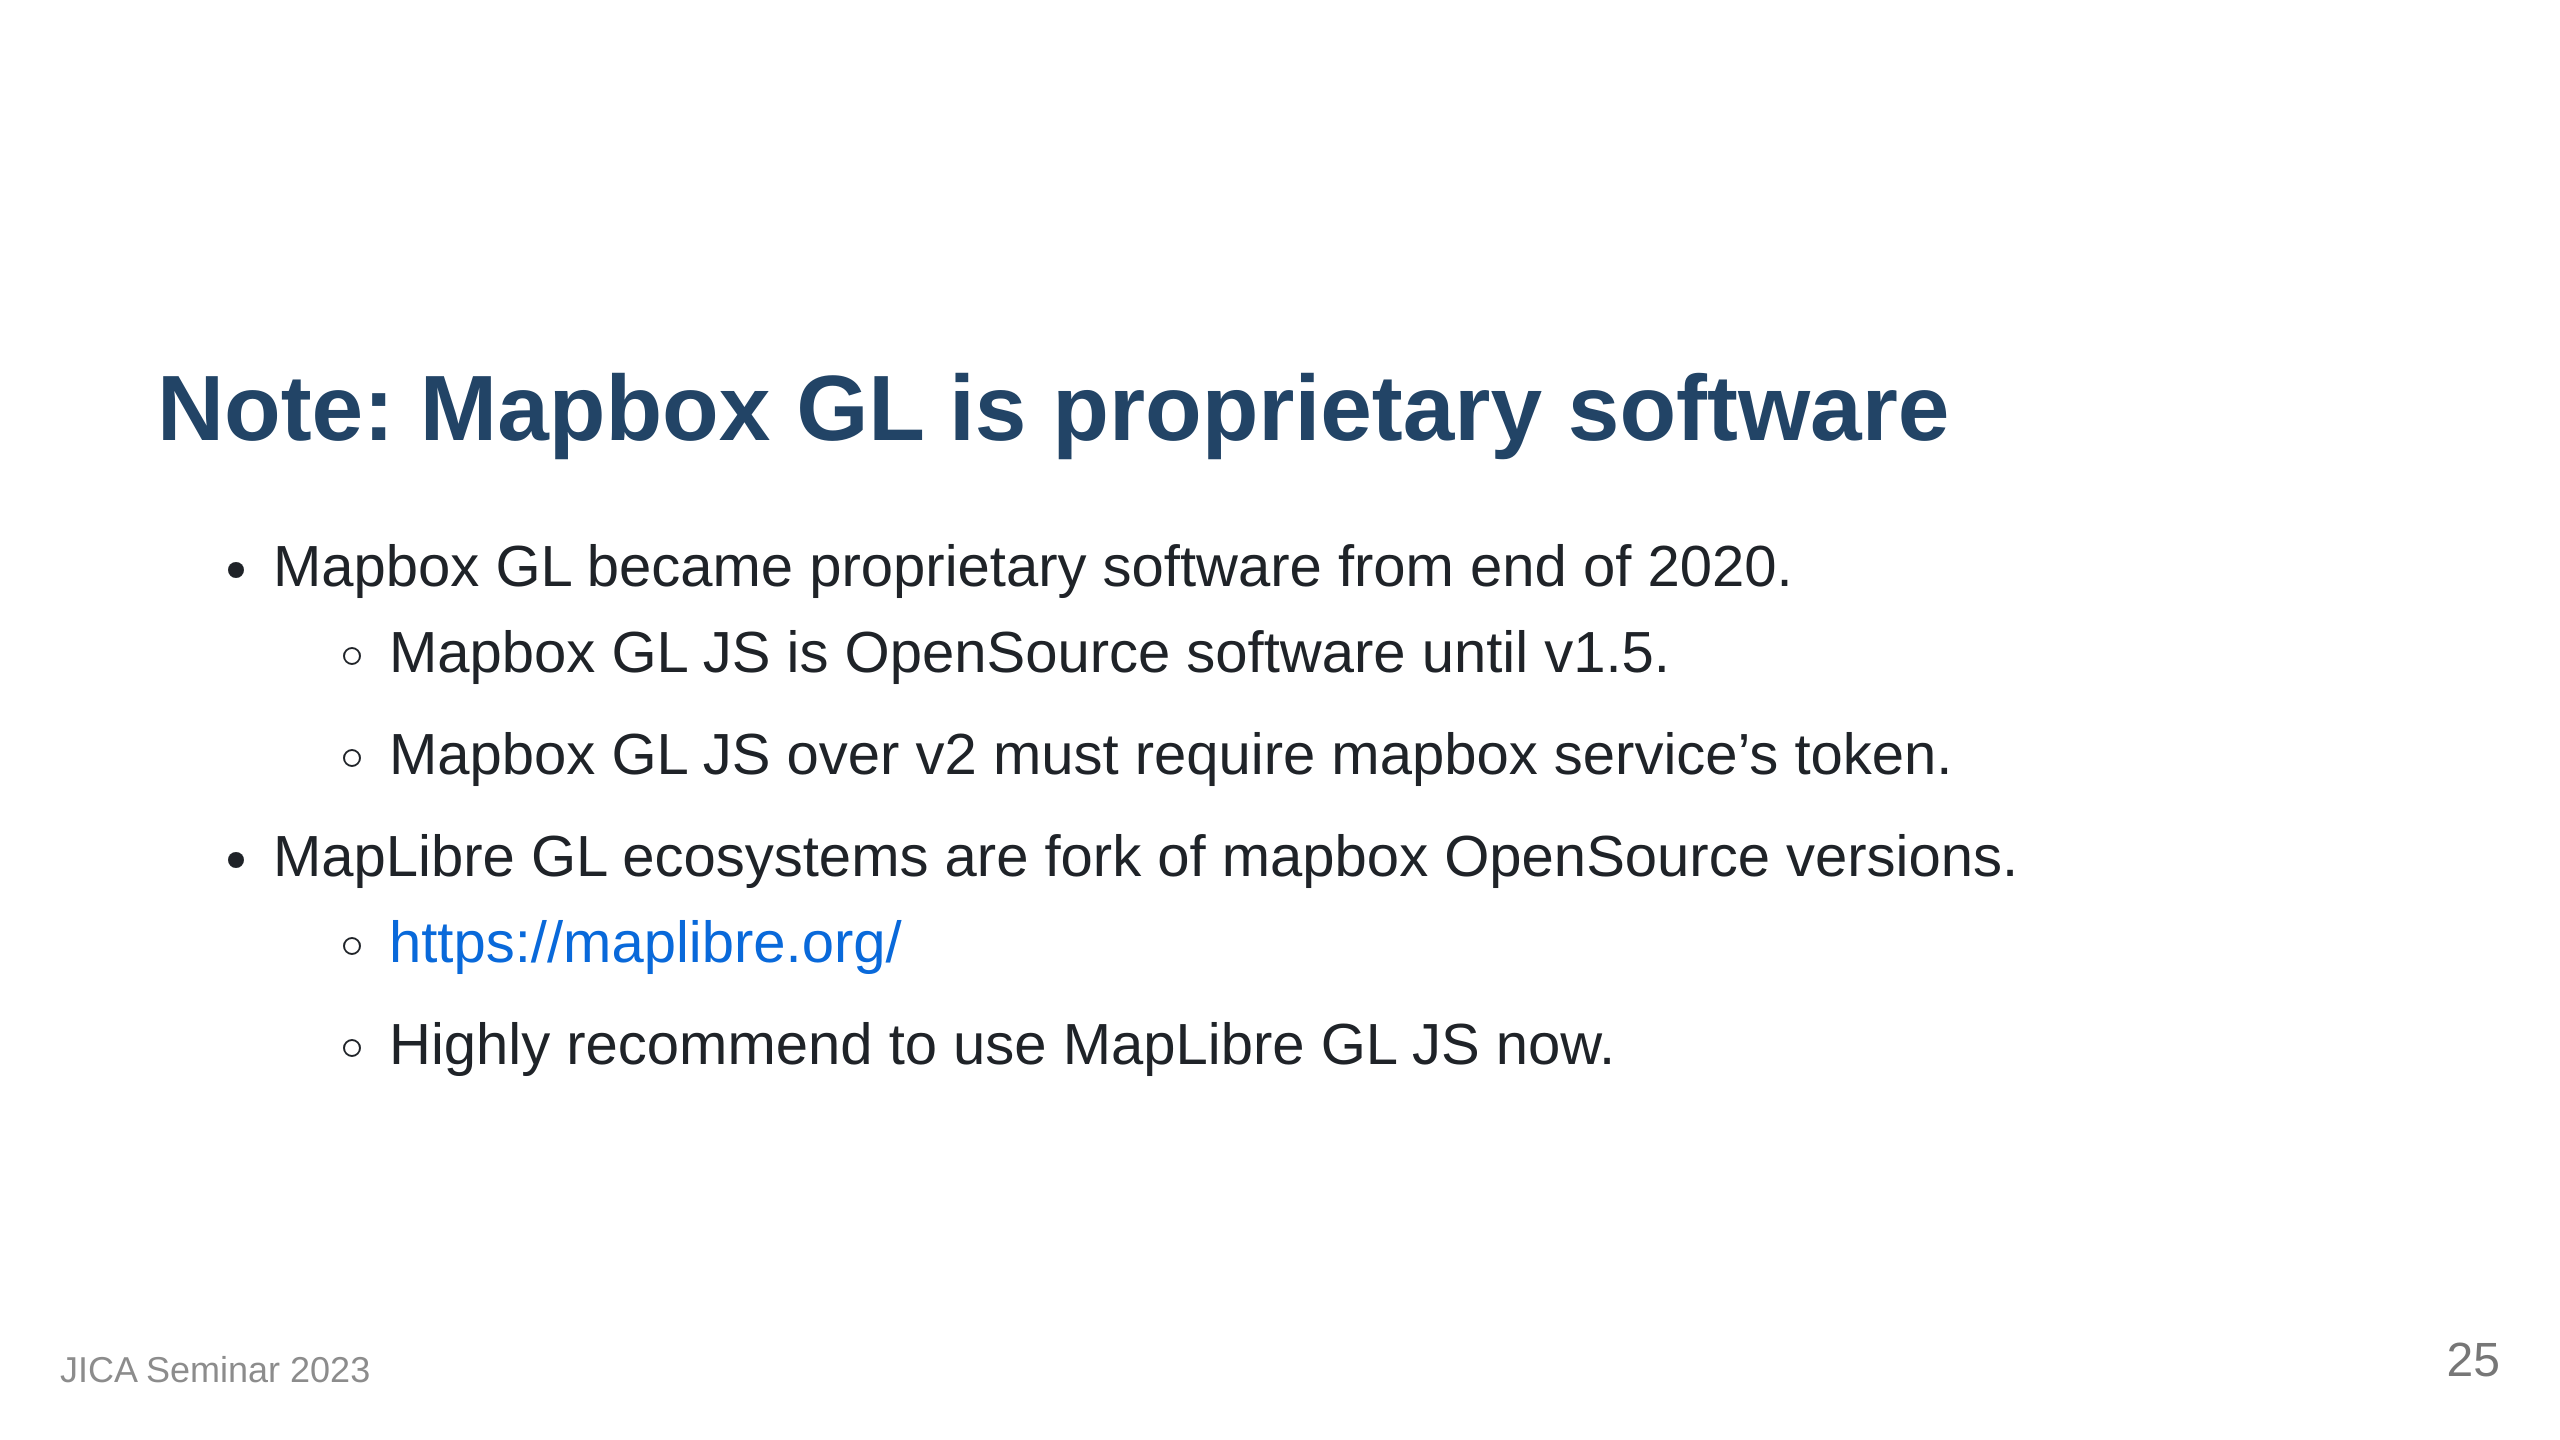 Note: Mapbox GL is proprietary software
Mapbox GL became proprietary software from end of 2020.
Mapbox GL JS is OpenSource software until v1.5.
Mapbox GL JS over v2 must require mapbox service’s token.
MapLibre GL ecosystems are fork of mapbox OpenSource versions.
https://maplibre.org/
Highly recommend to use MapLibre GL JS now.
JICA Seminar 2023
25